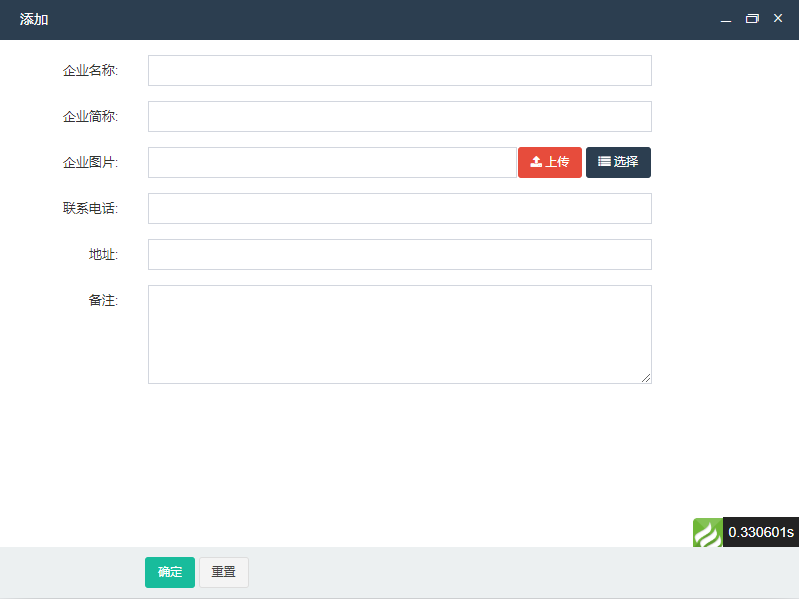 添加
企业名称:
企业简称:
企业图片: 上传 选择
联系电话:
地址:
备注:
0.330601s
确定 重置